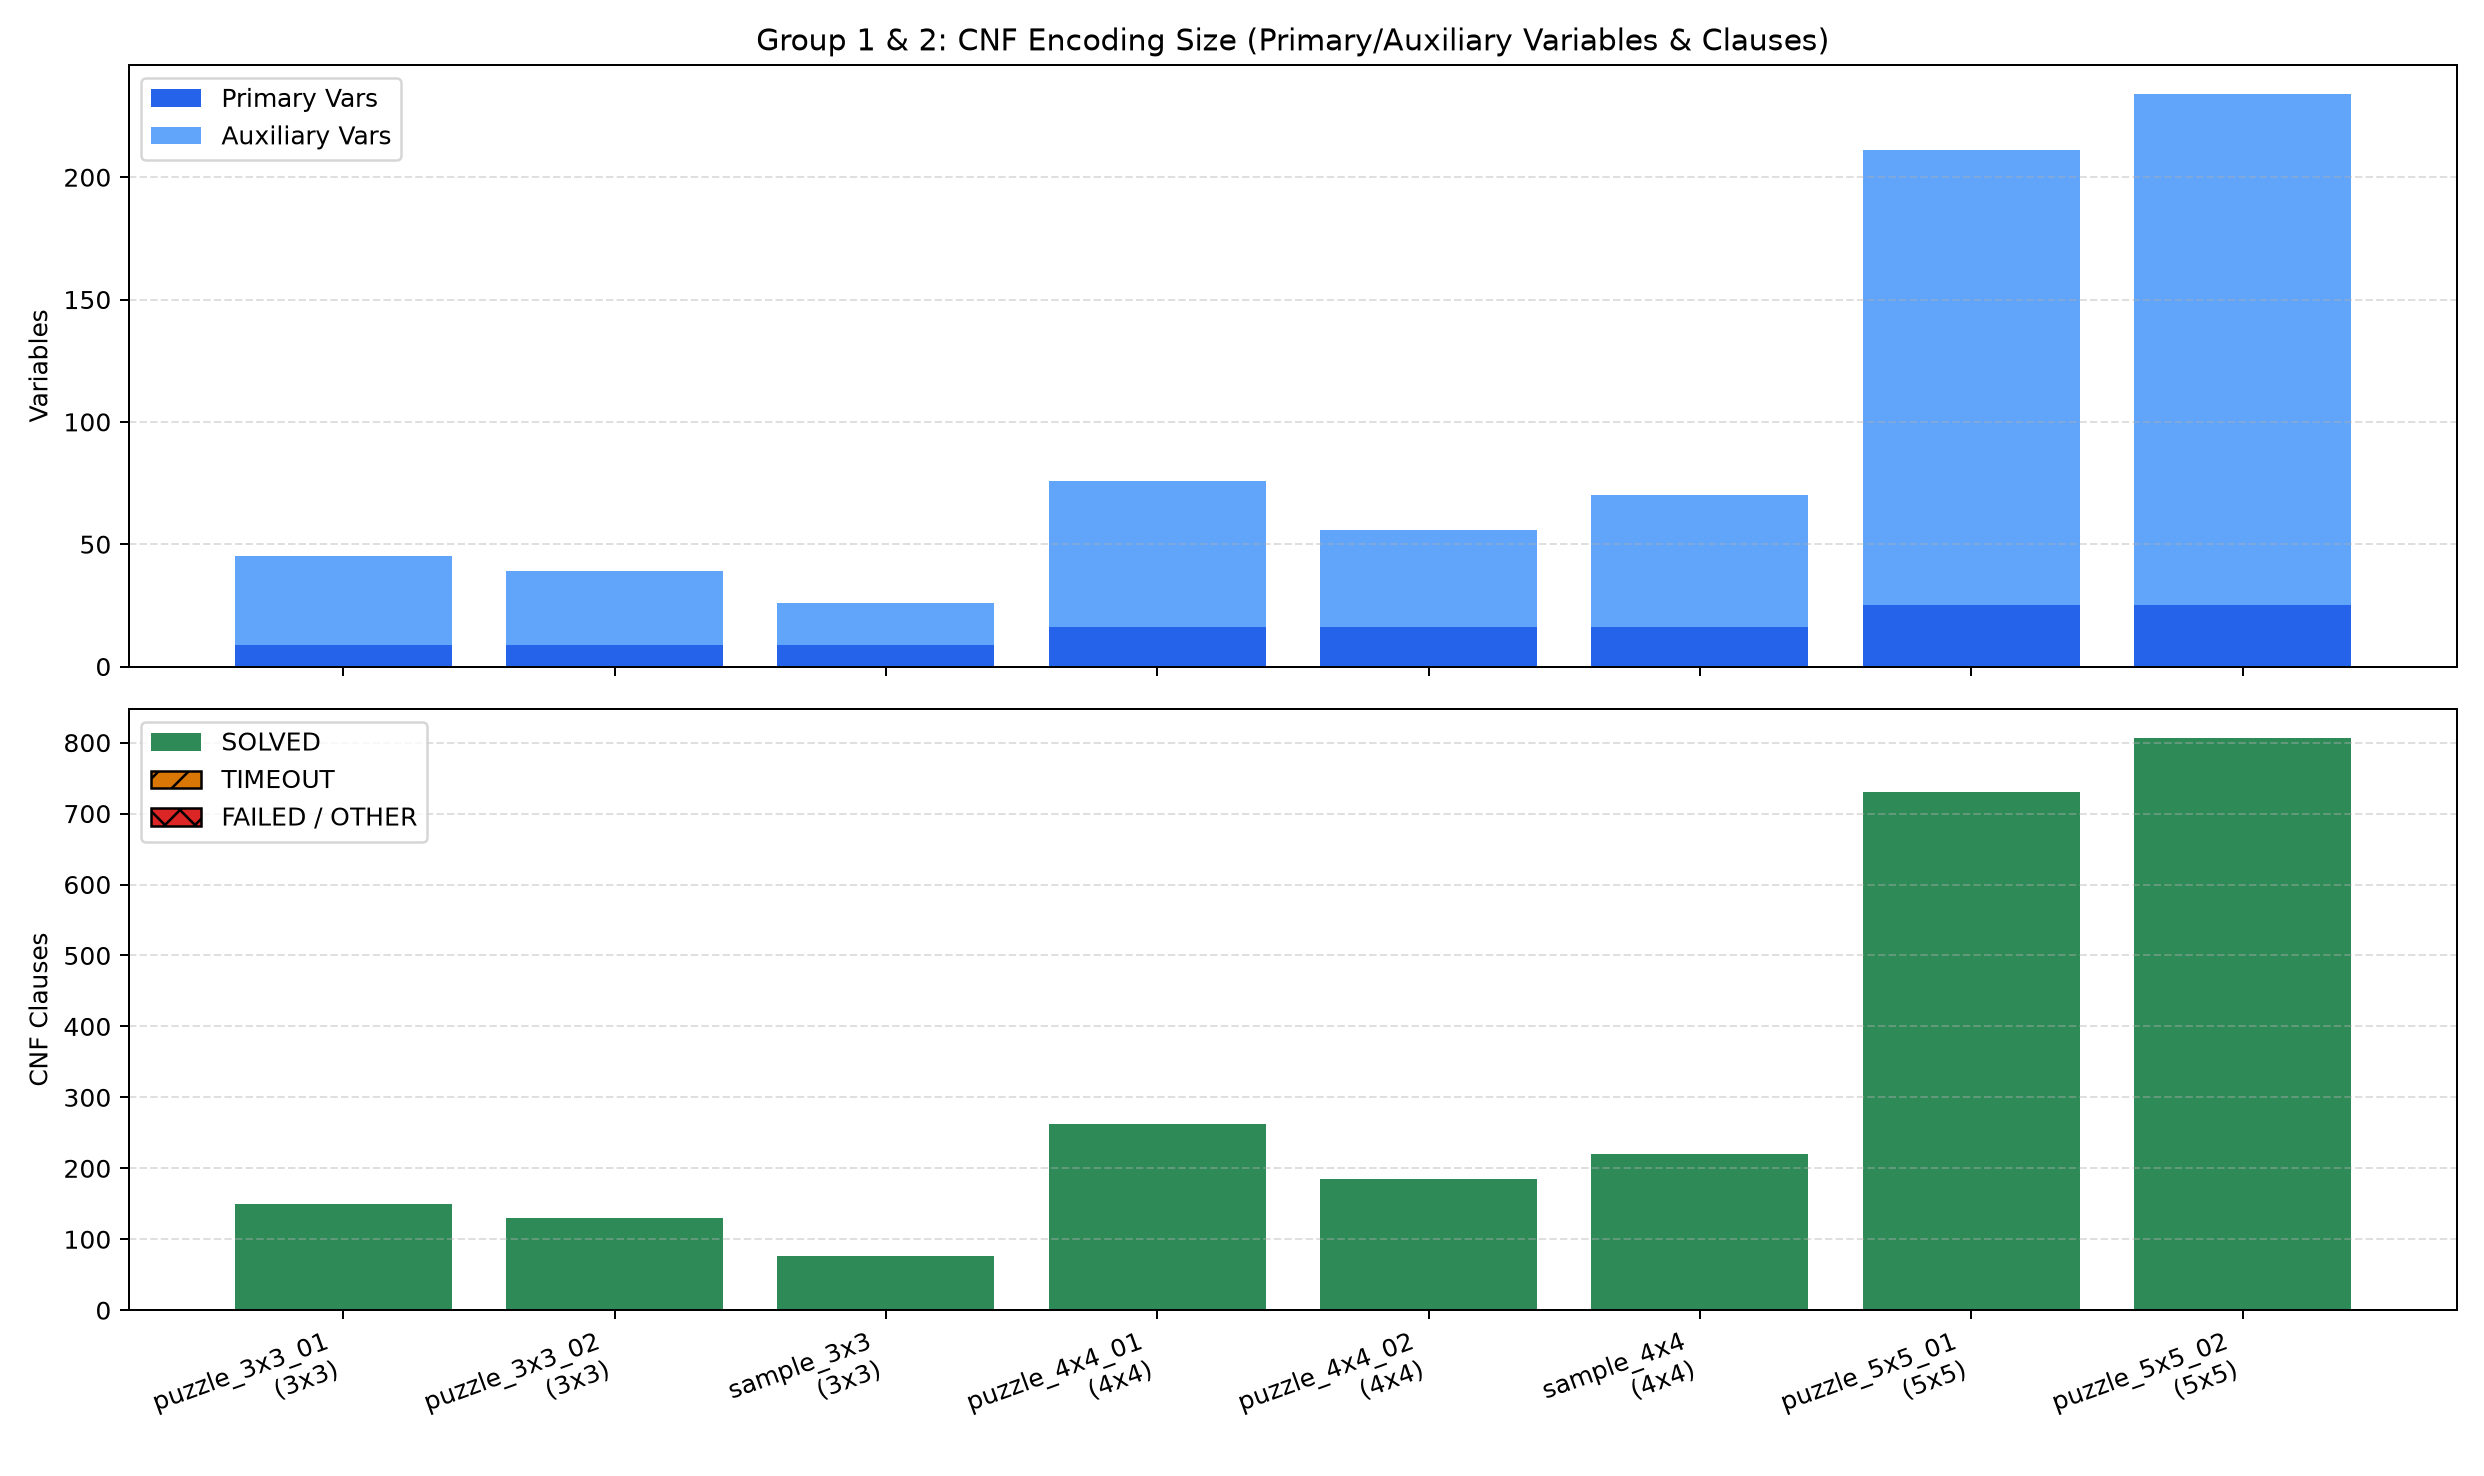 Group 1 & 2: CNF Encoding Size (Primary/Auxiliary Variables & Clauses)
Primary Vars
Auxiliary Vars
Variables
200
150
100
50
0
SOLVED
TIMEOUT
FAILED / OTHER
CNF Clauses
800
700
600
500
400
300
200
100
0
puzzle_3x3_01
(3x3)
puzzle_3x3_02
(3x3)
sample_3x3
(3x3)
puzzle_4x4_01
(4x4)
puzzle_4x4_02
(4x4)
sample_4x4
(4x4)
puzzle_5x5_01
(5x5)
puzzle_5x5_02
(5x5)